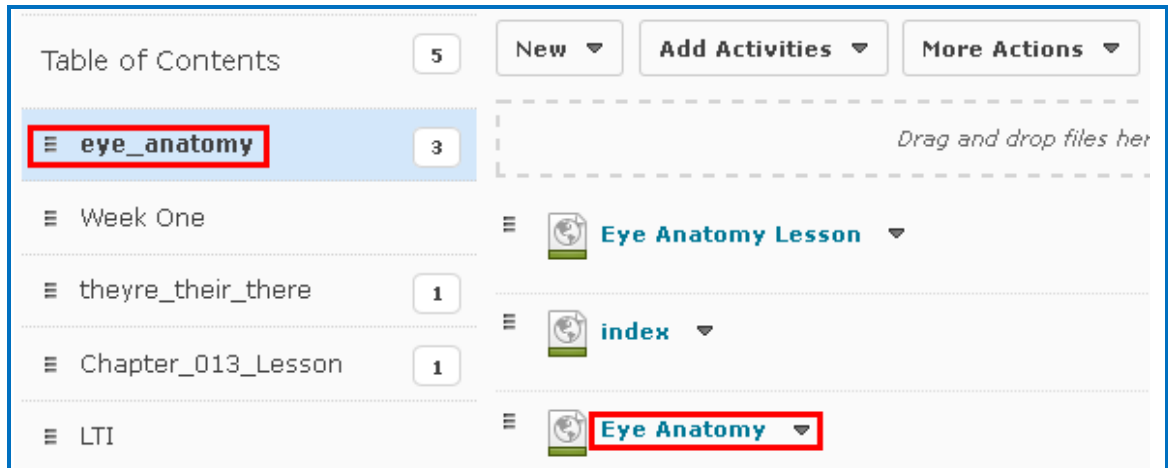 Table of Contents 5
eye_anatomy 3
Week One
theyre_their_there 1
Chapter_013_Lesson 1
LTI
New Add Activities More Actions
Drag and drop files her
Eye Anatomy Lesson
index
Eye Anatomy